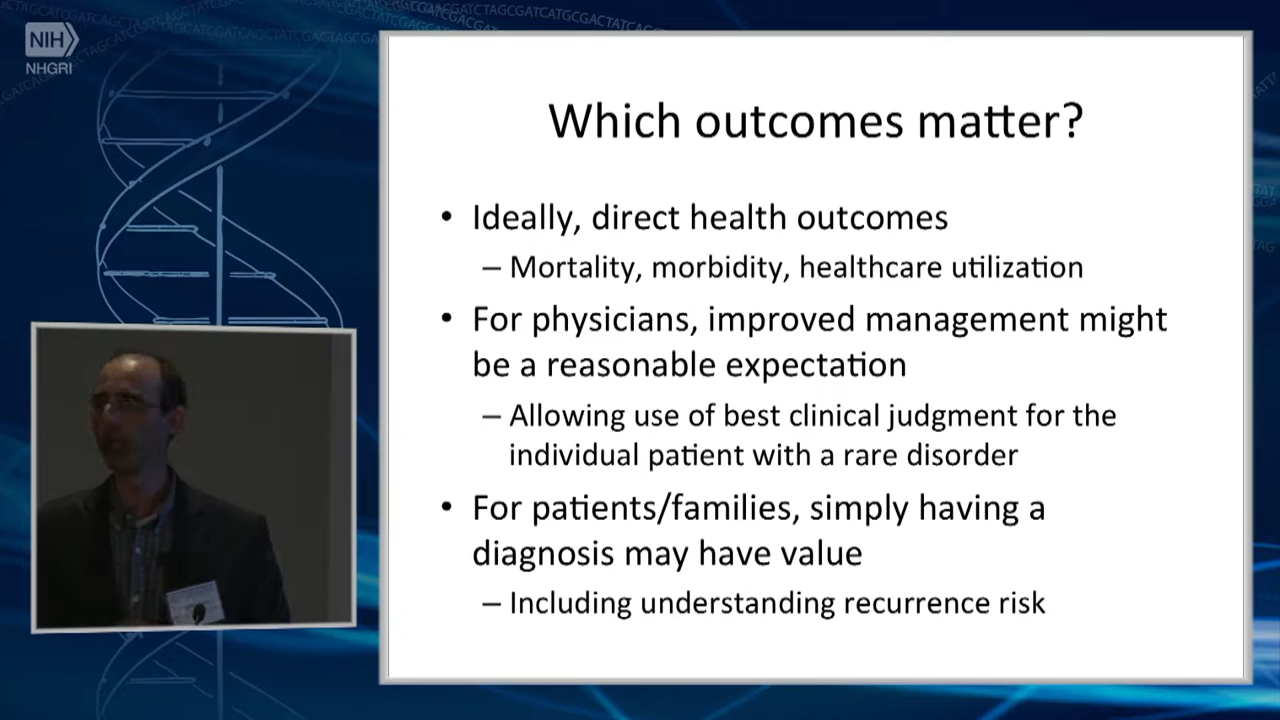 NIH
NHGRI
Which outcomes matter?
• Ideally, direct health outcomes
– Mortality, morbidity, healthcare utilization
• For physicians, improved management might
be a reasonable expectation
– Allowing use of best clinical judgment for the
individual patient with a rare disorder
• For patients/families, simply having a
diagnosis may have value
– Including understanding recurrence risk